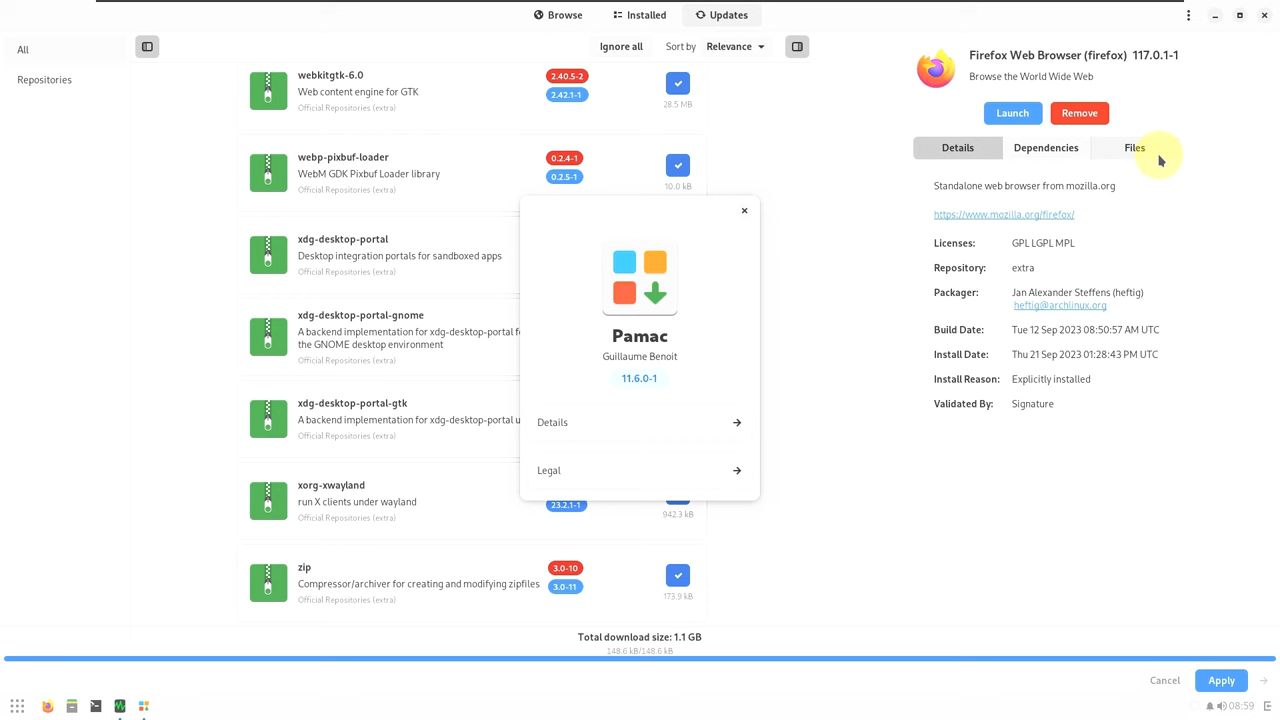 Browse
Installed
Updates
All
Repositories
Ignore all
Sort by
Relevance
webkitgtk-6.0
Web content engine for GTK
Official Repositories (extra)
2.40.5-2
2.42.1-1
28.5 MB
webp-pixbuf-loader
WebM GDK Pixbuf Loader library
0.2.4-1
0.2.5-1
10.0 kB
xdg-desktop-portal
Desktop integration portals for sandboxed apps
Official Repositories (extra)
xdg-desktop-portal-gnome
A backend implementation for xdg-desktop-portal
the GNOME desktop environment
Official Repositories (extra)
xdg-desktop-portal-gtk
A backend implementation for xdg-desktop-portal
Official Repositories (extra)
xorg-xwayland
run X clients under wayland
Official Repositories (extra)
23.2.1-1
942.3 kB
zip
Compressor/archiver for creating and modifying zipfiles
Official Repositories (extra)
3.0-10
3.0-11
173.9 kB
Pamac
Guillaume Benoit
11.6.0-1
Details
Legal
Firefox Web Browser (firefox) 117.0.1-1
Browse the World Wide Web
Launch
Remove
Details
Dependencies
Files
Standalone web browser from mozilla.org
https://www.mozilla.org/firefox/
Licenses: GPL LGPL MPL
Repository: extra
Packager: Jan Alexander Steffens (heftig)
heftig@archlinux.org
Build Date: Tue 12 Sep 2023 08:50:57 AM UTC
Install Date: Thu 21 Sep 2023 01:28:43 PM UTC
Install Reason: Explicitly installed
Validated By: Signature
Total download size: 1.1 GB
148.6 kB/148.6 kB
Cancel
Apply
08:59